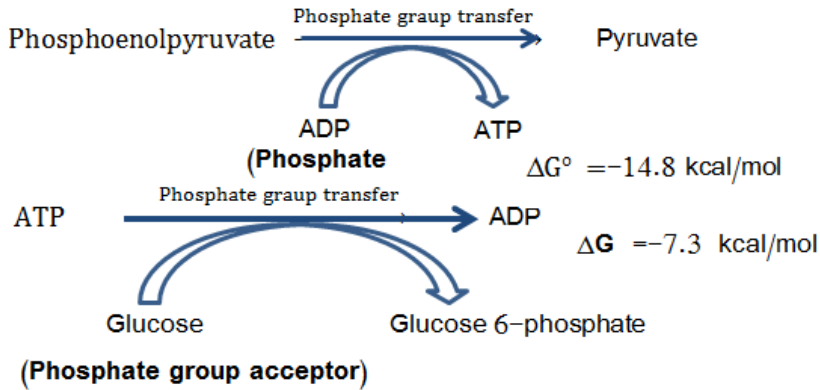 Phosphate graup transfer
Phosphoenolpyruvate Pyruvate
ADP ATP
(Phosphate
ΔG° =−14.8 kcal/mol
Phosphate graup transfer
ATP ADP
ΔG =−7.3 kcal/mol
Glucose Glucose 6−phosphate
(Phosphate group acceptor)